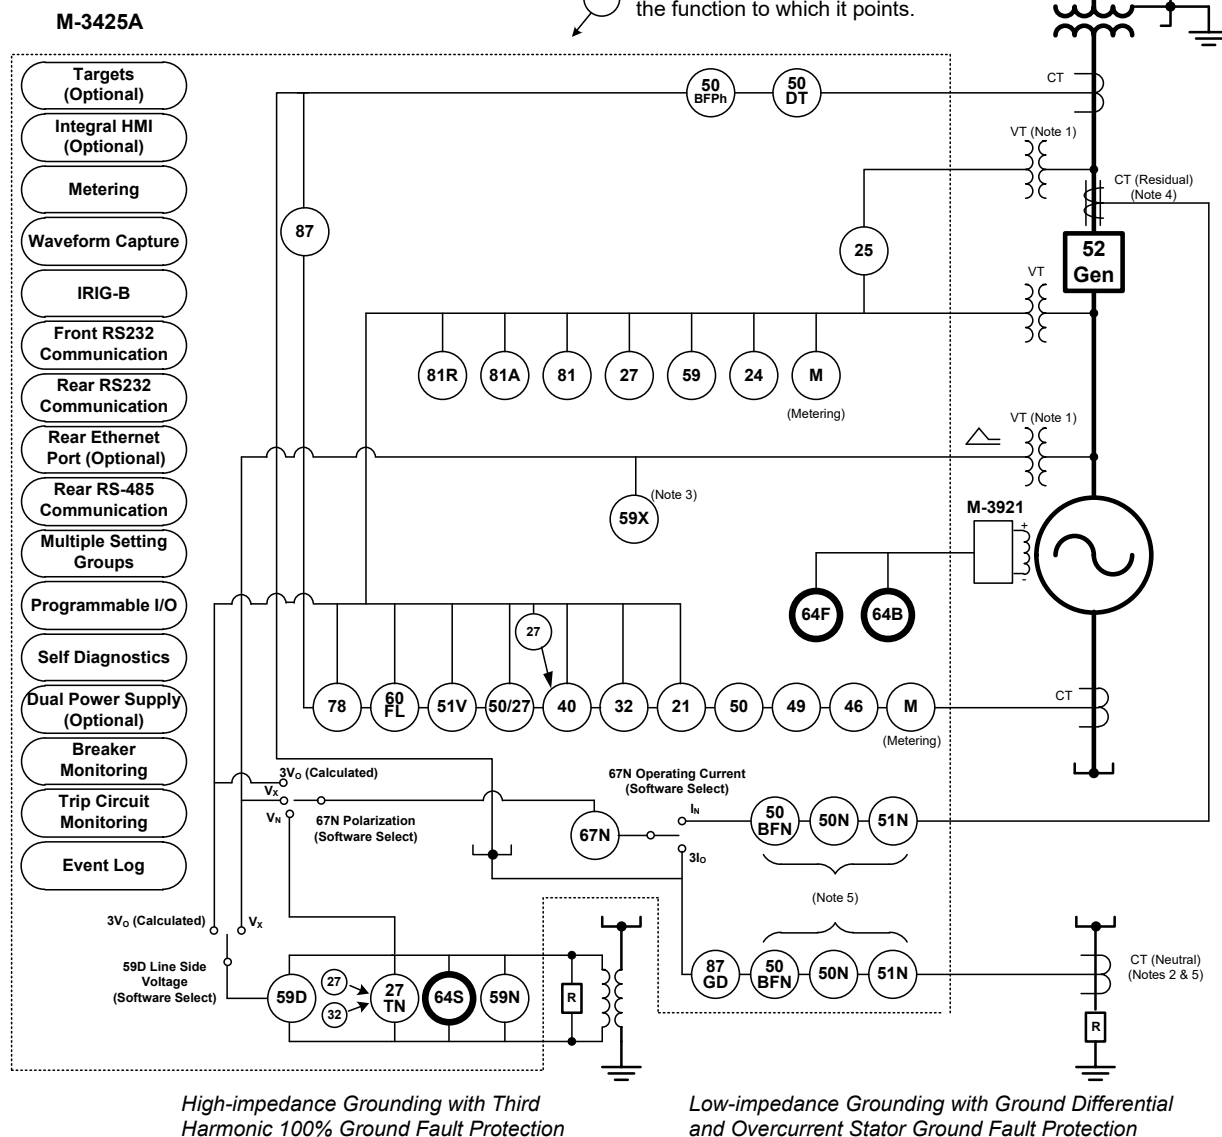 the function to which it points.
M-3425A
Targets
(Optional)
Integral HMI
(Optional)
Metering
Waveform Capture
IRIG-B
Front RS232
Communication
Rear RS232
Communication
Rear Ethernet
Port (Optional)
Rear RS-485
Communication
Multiple Setting
Groups
Programmable I/O
Self Diagnostics
Dual Power Supply
(Optional)
Breaker
Monitoring
Trip Circuit
Monitoring
Event Log
50
BFPh
50
DT
CT
VT (Note 1)
CT (Residual)
(Note 4)
87
25
52
Gen
VT
81R
81A
81
27
59
24
M
(Metering)
VT (Note 1)
59X
(Note 3)
M-3921
+
-
64F
64B
27
78
60
FL
51V
50/27
40
32
21
50
49
46
M
(Metering)
CT
3VO (Calculated)
VX
VN
67N Polarization
(Software Select)
67N Operating Current
(Software Select)
67N
IN
3IO
50
BFN
50N
51N
(Note 5)
3VO (Calculated)
VX
59D Line Side
Voltage
(Software Select)
59D
27
32
27
TN
64S
59N
R
87
GD
50
BFN
50N
51N
CT (Neutral)
(Notes 2 & 5)
R
High-impedance Grounding with Third
Harmonic 100% Ground Fault Protection
Low-impedance Grounding with Ground Differential
and Overcurrent Stator Ground Fault Protection